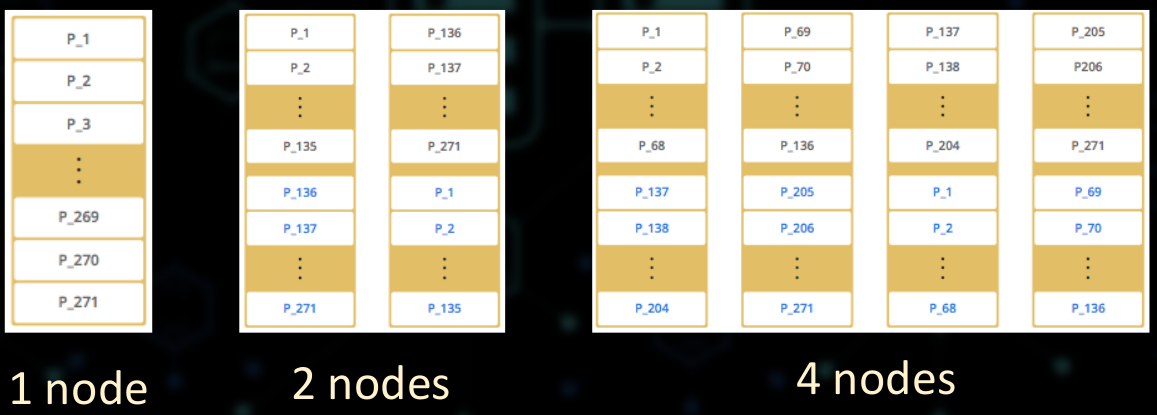 P_1
P_2
P_3
⋮
P_269
P_270
P_271
1 node
P_1 P_136
P_2 P_137
⋮ ⋮
P_135 P_271
P_136 P_1
P_137 P_2
⋮ ⋮
P_271 P_135
2 nodes
P_1 P_69 P_137 P_205
P_2 P_70 P_138 P206
⋮ ⋮ ⋮ ⋮
P_68 P_136 P_204 P_271
P_137 P_205 P_1 P_69
P_138 P_206 P_2 P_70
⋮ ⋮ ⋮ ⋮
P_204 P_271 P_68 P_136
4 nodes